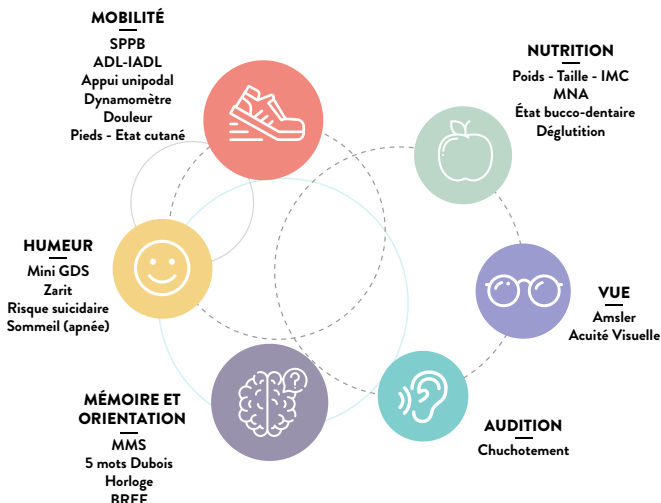 MOBILITÉ
SPPB
ADL-IADL
Appui unipodal
Dynamomètre
Douleur
Pieds - Etat cutané
NUTRITION
Poids - Taille - IMC
MNA
État bucco-dentaire
Déglutition
HUMEUR
Mini GDS
Zarit
Risque suicidaire
Sommeil (apnée)
VUE
Amsler
Acuité Visuelle
MÉMOIRE ET
ORIENTATION
MMS
5 mots Dubois
Horloge
BREF
AUDITION
Chuchotement
?